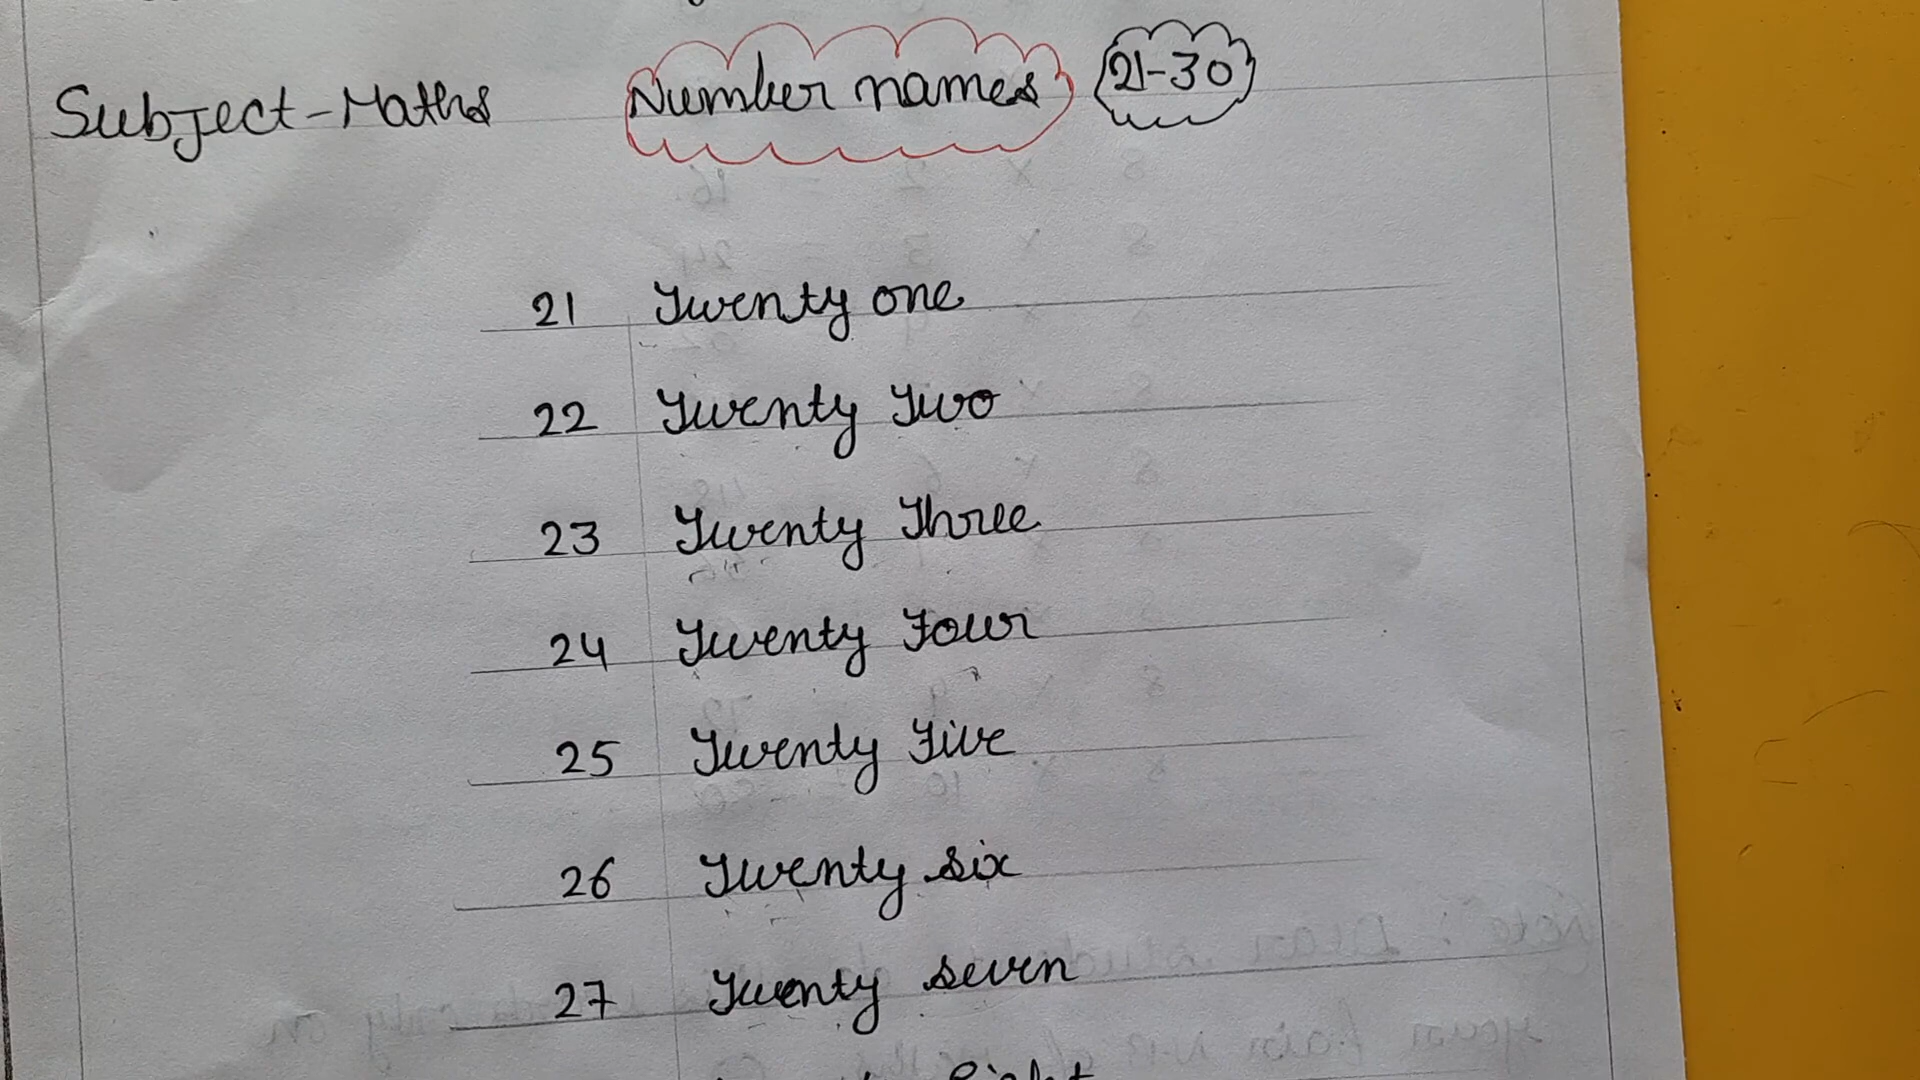 Subject-Maths Number names 21-30
21 Twenty one
22 Twenty Two
23 Twenty Three
24 Twenty Four
25 Twenty Five
26 Twenty six
27 Twenty seven
Eight